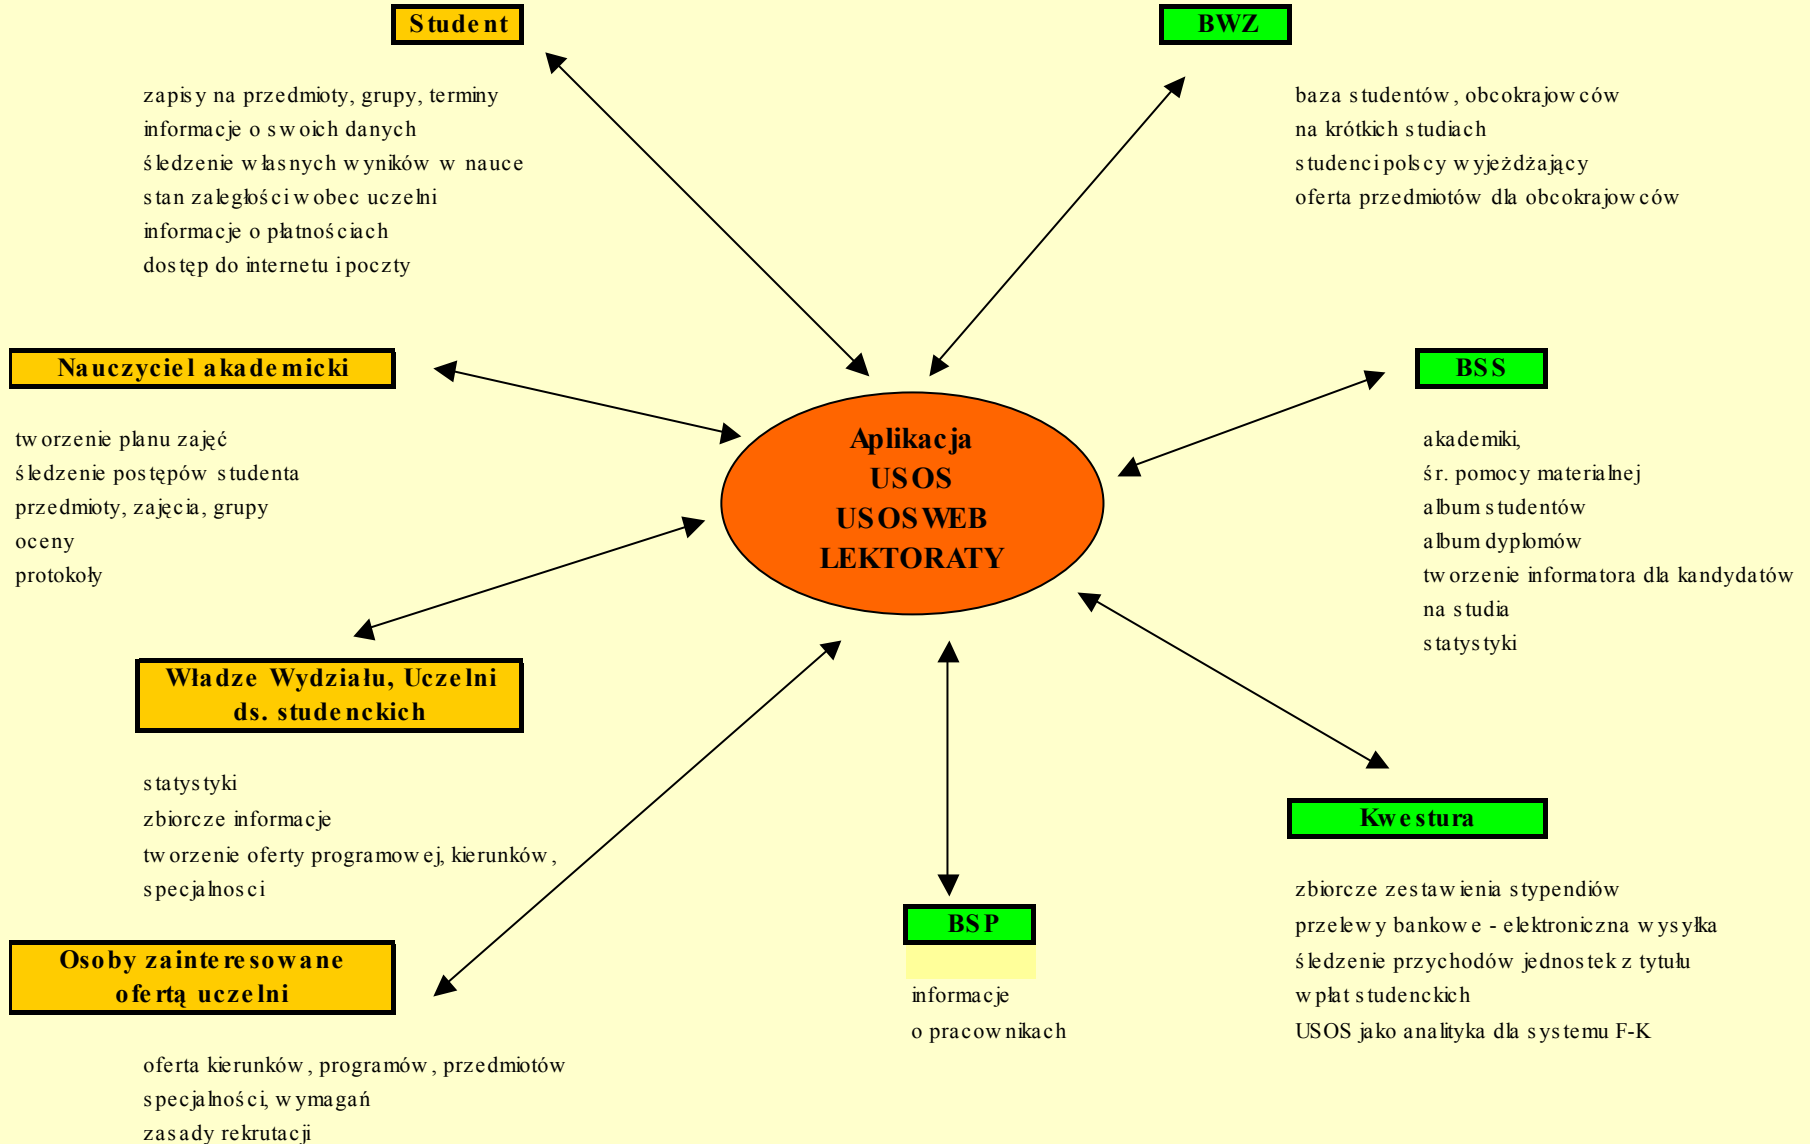 Student
zapisy na przedmioty, grupy, terminy
informacje o swoich danych
śledzenie własnych wyników w nauce
stan zaległości wobec uczelni
informacje o płatnościach
dostęp do internetu i poczty
BWZ
baza studentów, obcokrajowców
na krótkich studiach
studenci polscy wyjeżdżający
oferta przedmiotów dla obcokrajowców
Nauczyciel akademicki
tworzenie planu zajęć
śledzenie postępów studenta
przedmioty, zajęcia, grupy
oceny
protokoły
Aplikacja
USOS
USOSWEB
LEKTORATY
BSS
akademiki,
śr. pomocy materialnej
album studentów
album dyplomów
tworzenie informatora dla kandydatów
na studia
statystyki
Władze Wydziału, Uczelni
ds. studenckich
statystyki
zbiorcze informacje
tworzenie oferty programowej, kierunków,
specjalnosci
Osoby zainteresowane
ofertą uczelni
oferta kierunków, programów, przedmiotów
specjalności, wymagań
zasady rekrutacji
BSP
informacje
o pracownikach
Kwestura
zbiorcze zestawienia stypendiów
przelewy bankowe - elektroniczna wysyłka
śledzenie przychodów jednostek z tytułu
wpłat studenckich
USOS jako analityka dla systemu F-K